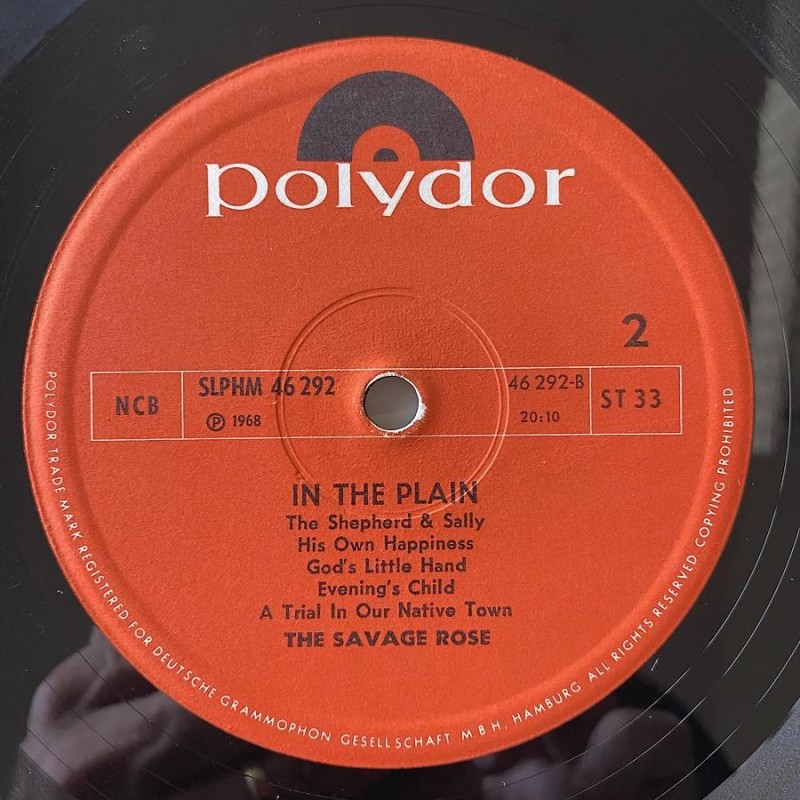 polydor
2
NCB
SLPHM 46 292
℗ 1968
46 292-B
20:10
ST 33
IN THE PLAIN
The Shepherd & Sally
His Own Happiness
God's Little Hand
Evening's Child
A Trial In Our Native Town
THE SAVAGE ROSE
POLYDOR TRADE MARK REGISTERED FOR DEUTSCHE GRAMMOPHON GESELLSCHAFT M B H, HAMBURG ALL RIGHTS RESERVED. COPYING PROHIBITED